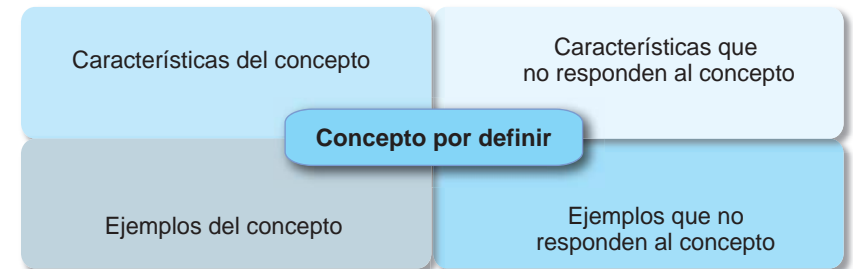 Características del concepto
Características que
no responden al concepto
Concepto por definir
Ejemplos del concepto
Ejemplos que no
responden al concepto